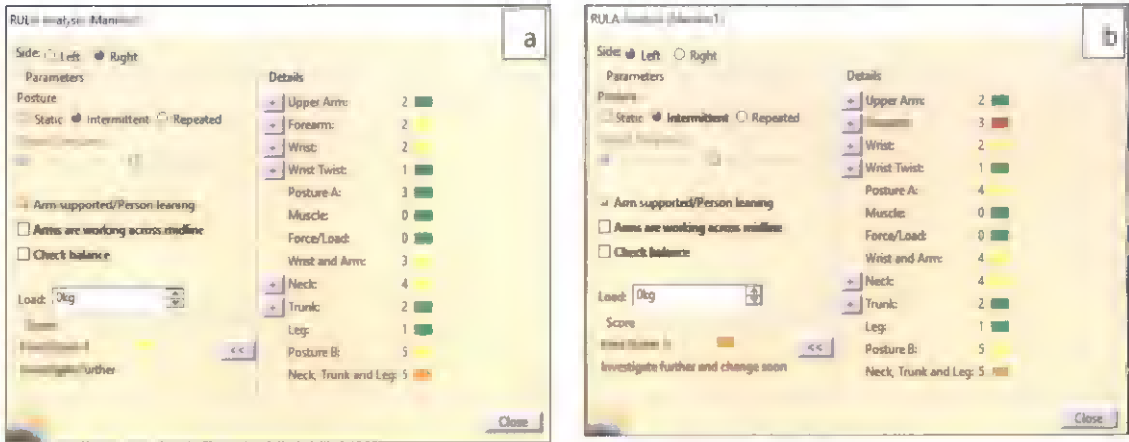 a
Side: Left Right
Parameters
Posture
Static Intermittent Repeated
Arm supported/Person leaning
Arms are working across midline
Check balance
Load: 0kg
Score
<<
Details
+ Upper Arm: 2
+ Forearm: 2
+ Wrist: 2
+ Wrist Twist: 1
Posture A: 3
Muscle: 0
Force/Load: 0
Wrist and Arm: 3
+ Neck: 4
+ Trunk: 2
Leg: 1
Posture B: 5
Neck, Trunk and Leg: 5
Close
RULA
b
Side: Left Right
Parameters
Posture
Static Intermittent Repeated
Arm supported/Person leaning
Arms are working across midline
Check balance
Load: 0kg
Score
Investigate further and change soon
<<
Details
+ Upper Arm: 2
+ 3
+ Wrist: 2
+ Wrist Twist: 1
Posture A: 4
Muscle: 0
Force/Load: 0
Wrist and Arm: 4
+ Neck: 4
+ Trunk: 2
Leg: 1
Posture B: 5
Neck, Trunk and Leg: 5
Close